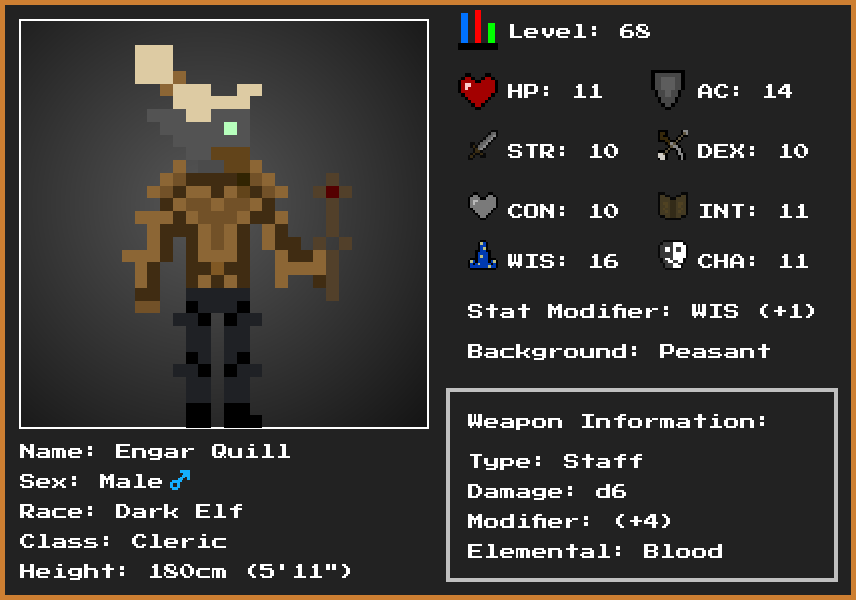 Level: 68
HP: 11 AC: 14
STR: 10 DEX: 10
CON: 10 INT: 11
WIS: 16 CHA: 11
Stat Modifier: WIS (+1)
Background: Peasant
Weapon Information:
Type: Staff
Damage: d6
Modifier: (+4)
Elemental: Blood
Name: Engar Quill
Sex: Male♂
Race: Dark Elf
Class: Cleric
Height: 180cm (5'11")